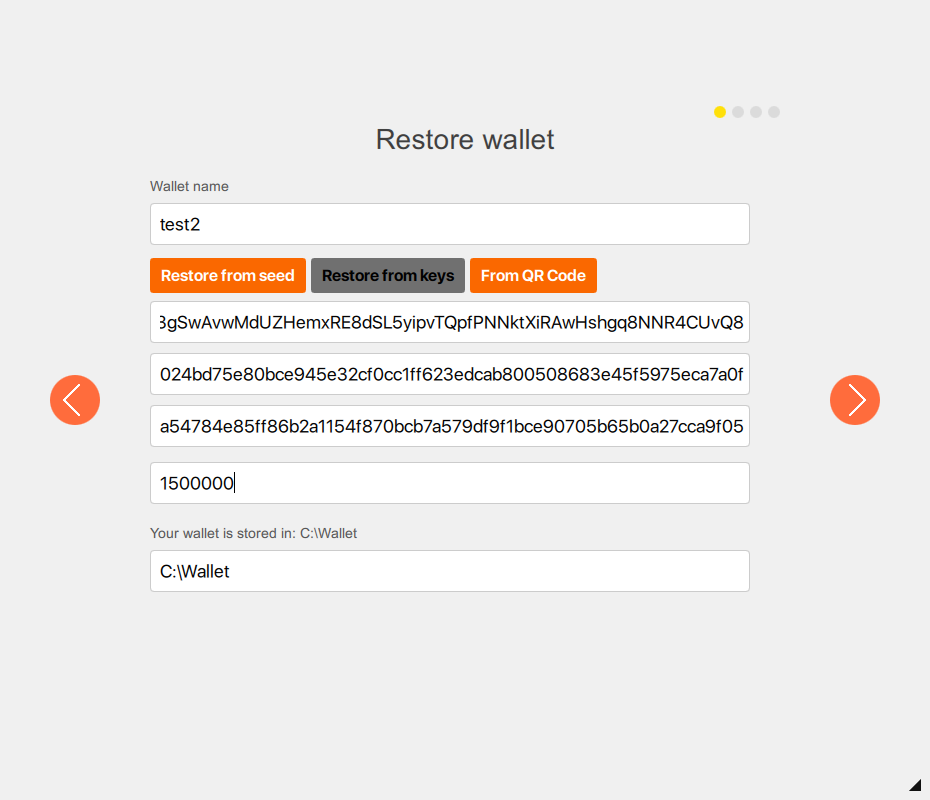 Restore wallet
Wallet name
test2
Restore from seed Restore from keys From QR Code
3gSwAvwMdUZHemxRE8dSL5yipvTQpfPNNktXiRAwHshgq8NNR4CUvQ8
024bd75e80bce945e32cf0cc1ff623edcab800508683e45f5975eca7a0f
a54784e85ff86b2a1154f870bcb7a579df9f1bce90705b65b0a27cca9f05
1500000
Your wallet is stored in: C:\Wallet
C:\Wallet